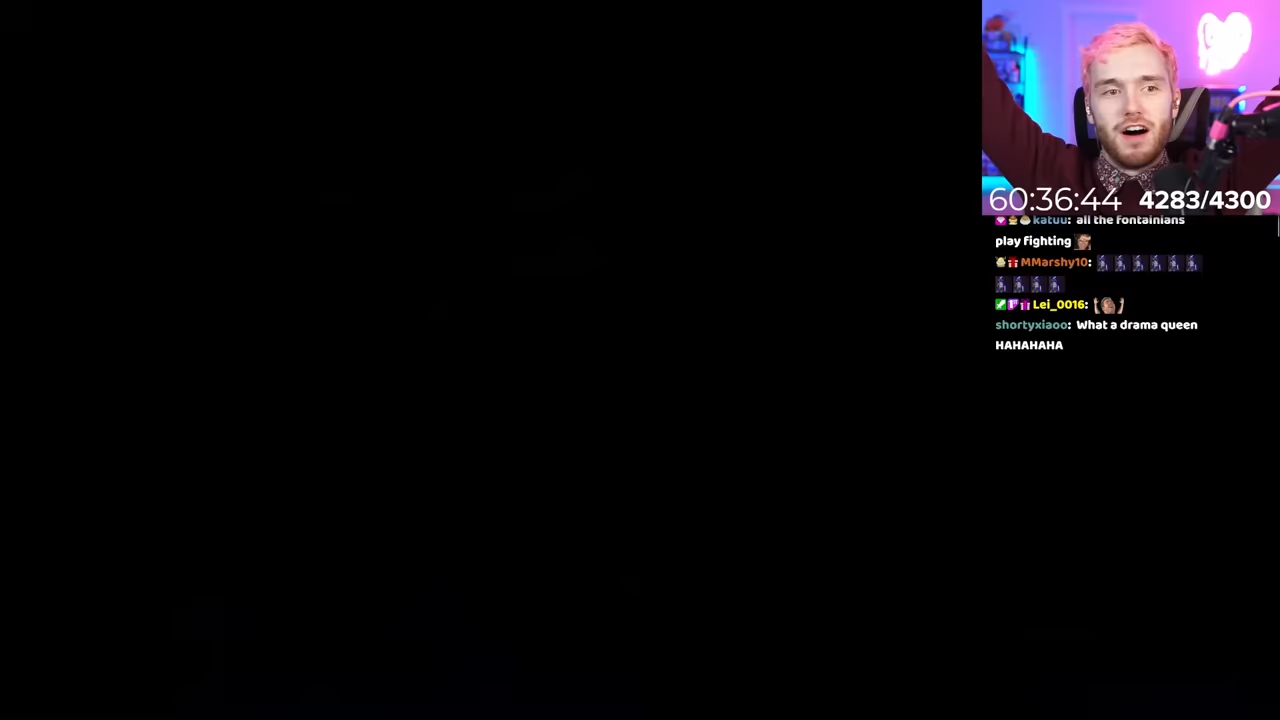 60:36:44 4283/4300
katuu: all the fontainians
play fighting
MMarshy10:
Lei_0016:
shortyxiaoo: What a drama queen
HAHAHAHA